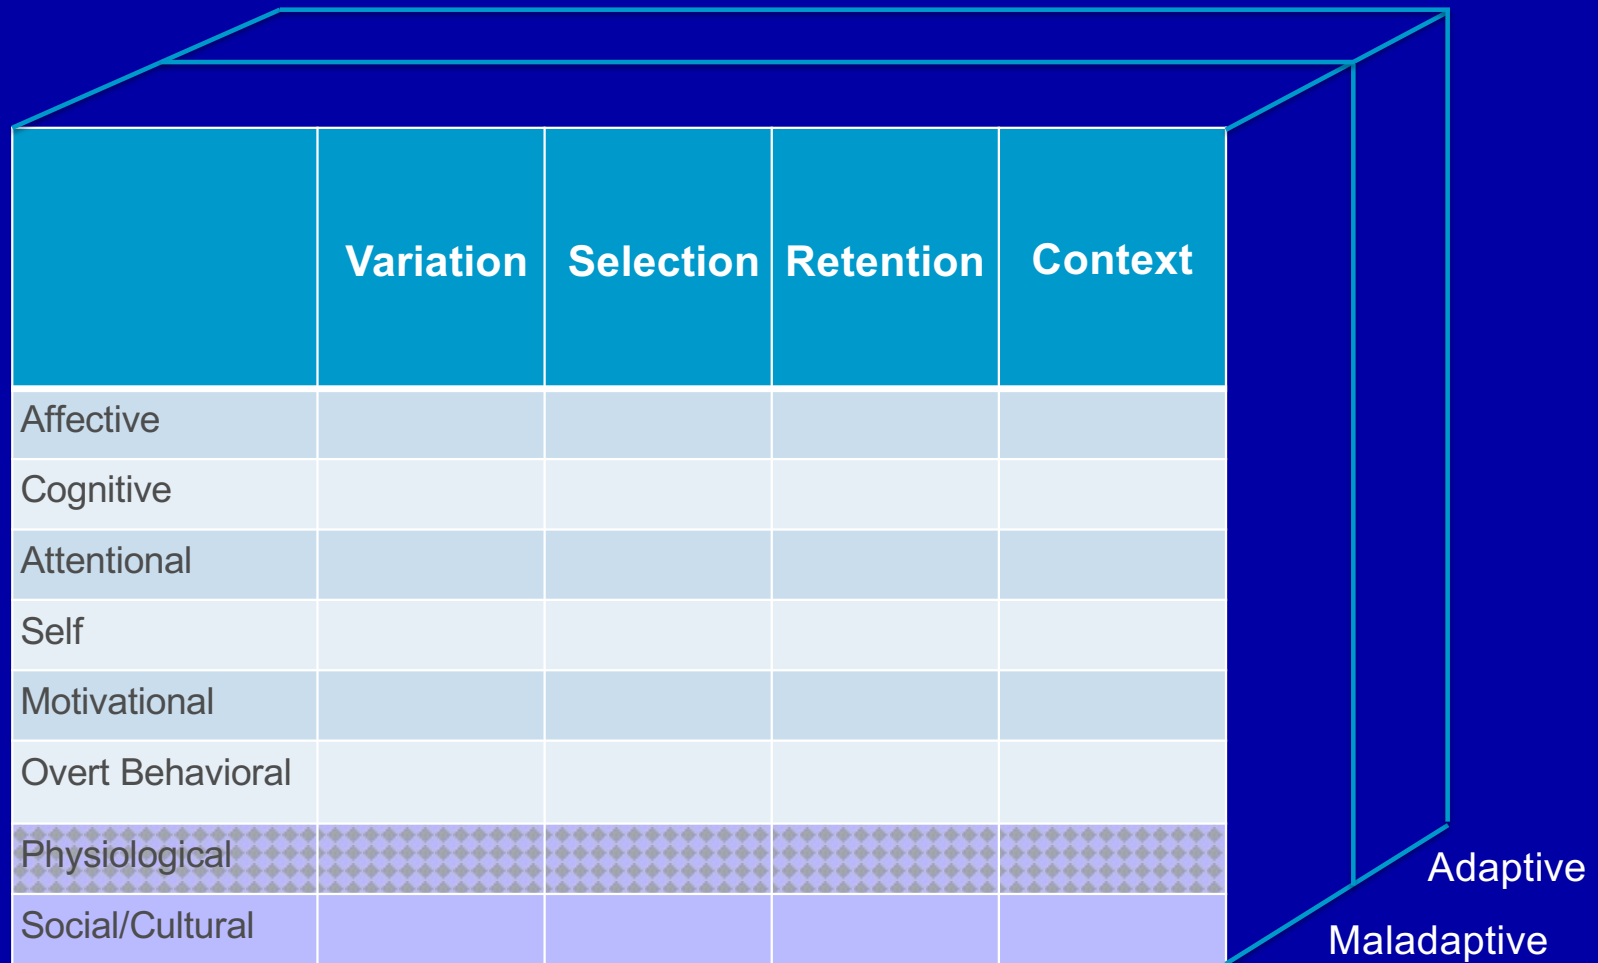 Variation Selection Retention Context
Affective
Cognitive
Attentional
Self
Motivational
Overt Behavioral
Physiological
Adaptive
Social/Cultural
Maladaptive